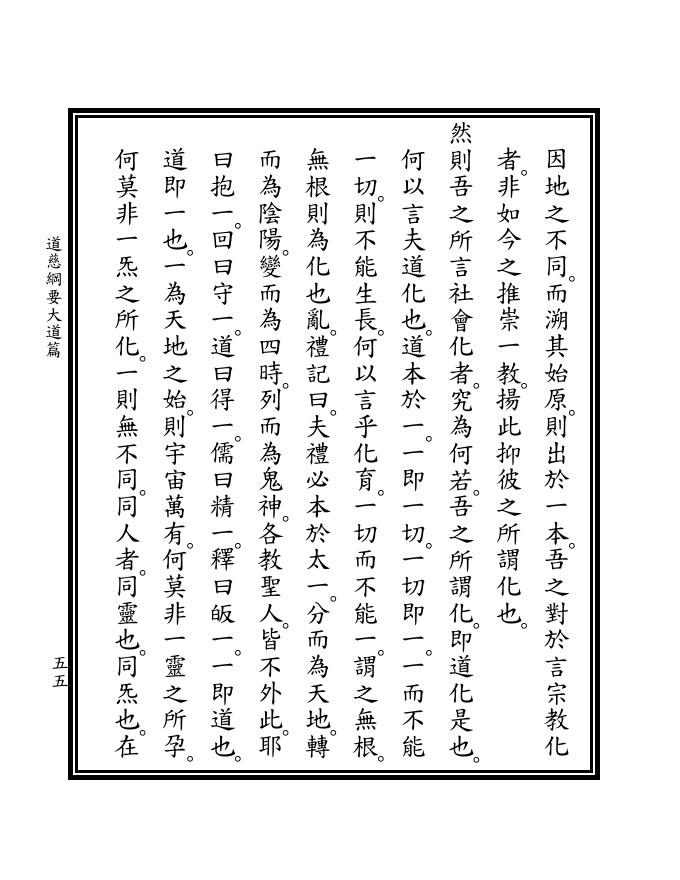 因地之不同。而溯其始原。則出於一本。吾之對於言宗教化
者。非如今之推崇一教。揚此抑彼之所謂化也。
然則吾之所言社會化者。究為何若。吾之所謂化。即道化是也。
何以言夫道化也。道本於一。一即一切。一切即一。一而不能
一切。則不能生長。何以言乎化育。一切而不能一。謂之無根。
無根則為化也亂。禮記曰。夫禮必本於太一。分而為天地。轉
而為陰陽。變而為四時。列而為鬼神。各教聖人。皆不外此。耶
曰抱一。回曰守一。道曰得一。儒曰精一。釋曰皈一。一即道也。
道即一也。一為天地之始。則宇宙萬有。何莫非一靈之所孕。
何莫非一炁之所化。一則無不同。同人者。同靈也。同炁也。在
道慈綱要大道篇
五五